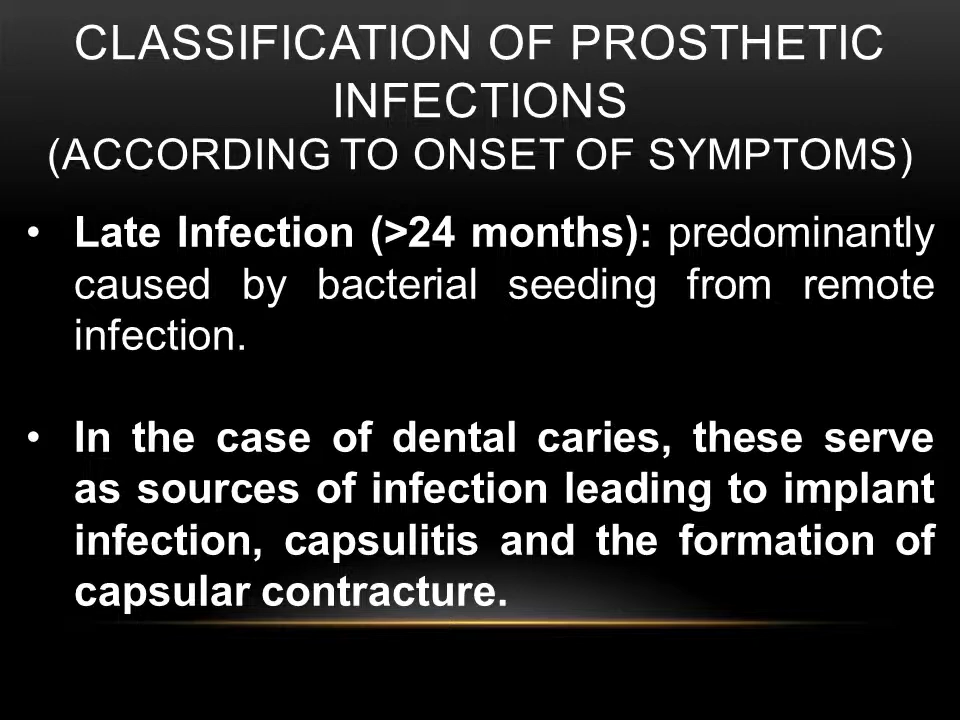 CLASSIFICATION OF PROSTHETIC
INFECTIONS
(ACCORDING TO ONSET OF SYMPTOMS)
• Late Infection (>24 months): predominantly
caused by bacterial seeding from remote
infection.
• In the case of dental caries, these serve
as sources of infection leading to implant
infection, capsulitis and the formation of
capsular contracture.